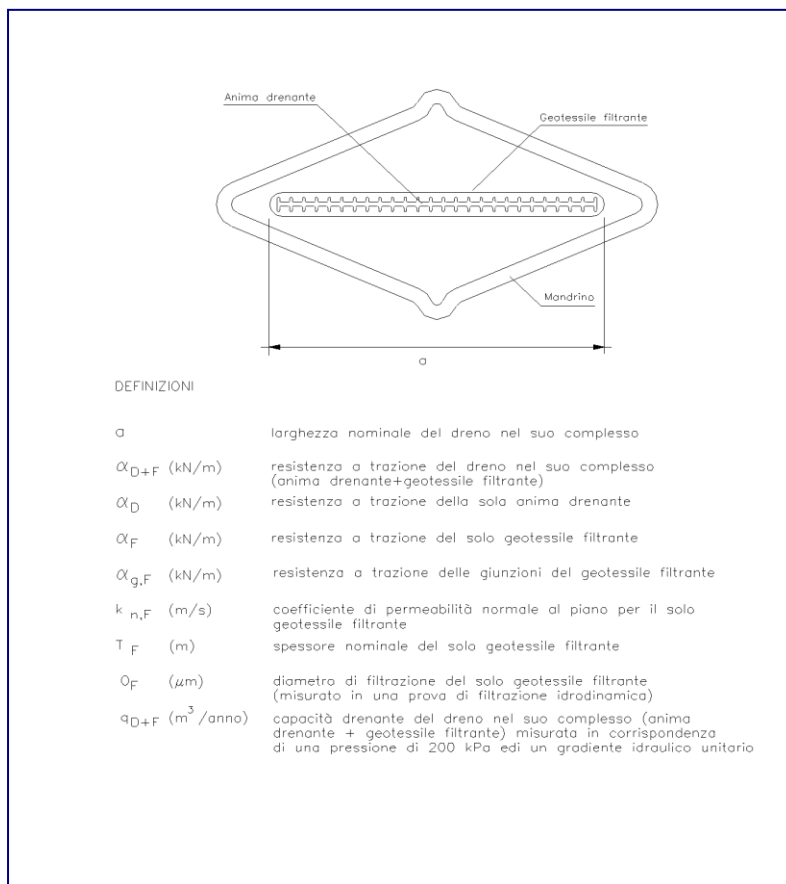 Anima drenante
Geotessile filtrante
Mandrino
a
DEFINIZIONI
a larghezza nominale del dreno nel suo complesso
α D+F (kN/m) resistenza a trazione del dreno nel suo complesso
(anima drenante+geotessile filtrante)
α D (kN/m) resistenza a trazione della sola anima drenante
α F (kN/m) resistenza a trazione del solo geotessile filtrante
α g,F (kN/m) resistenza a trazione delle giunzioni del geotessile filtrante
k n,F (m/s) coefficiente di permeabilità normale al piano per il solo
geotessile filtrante
T F (m) spessore nominale del solo geotessile filtrante
O F (μm) diametro di filtrazione del solo geotessile filtrante
(misurato in una prova di filtrazione idrodinamica)
q D+F (m³/anno) capacità drenante del dreno nel suo complesso (anima
drenante + geotessile filtrante) misurata in corrispondenza
di una pressione di 200 kPa edi un gradiente idraulico unitario